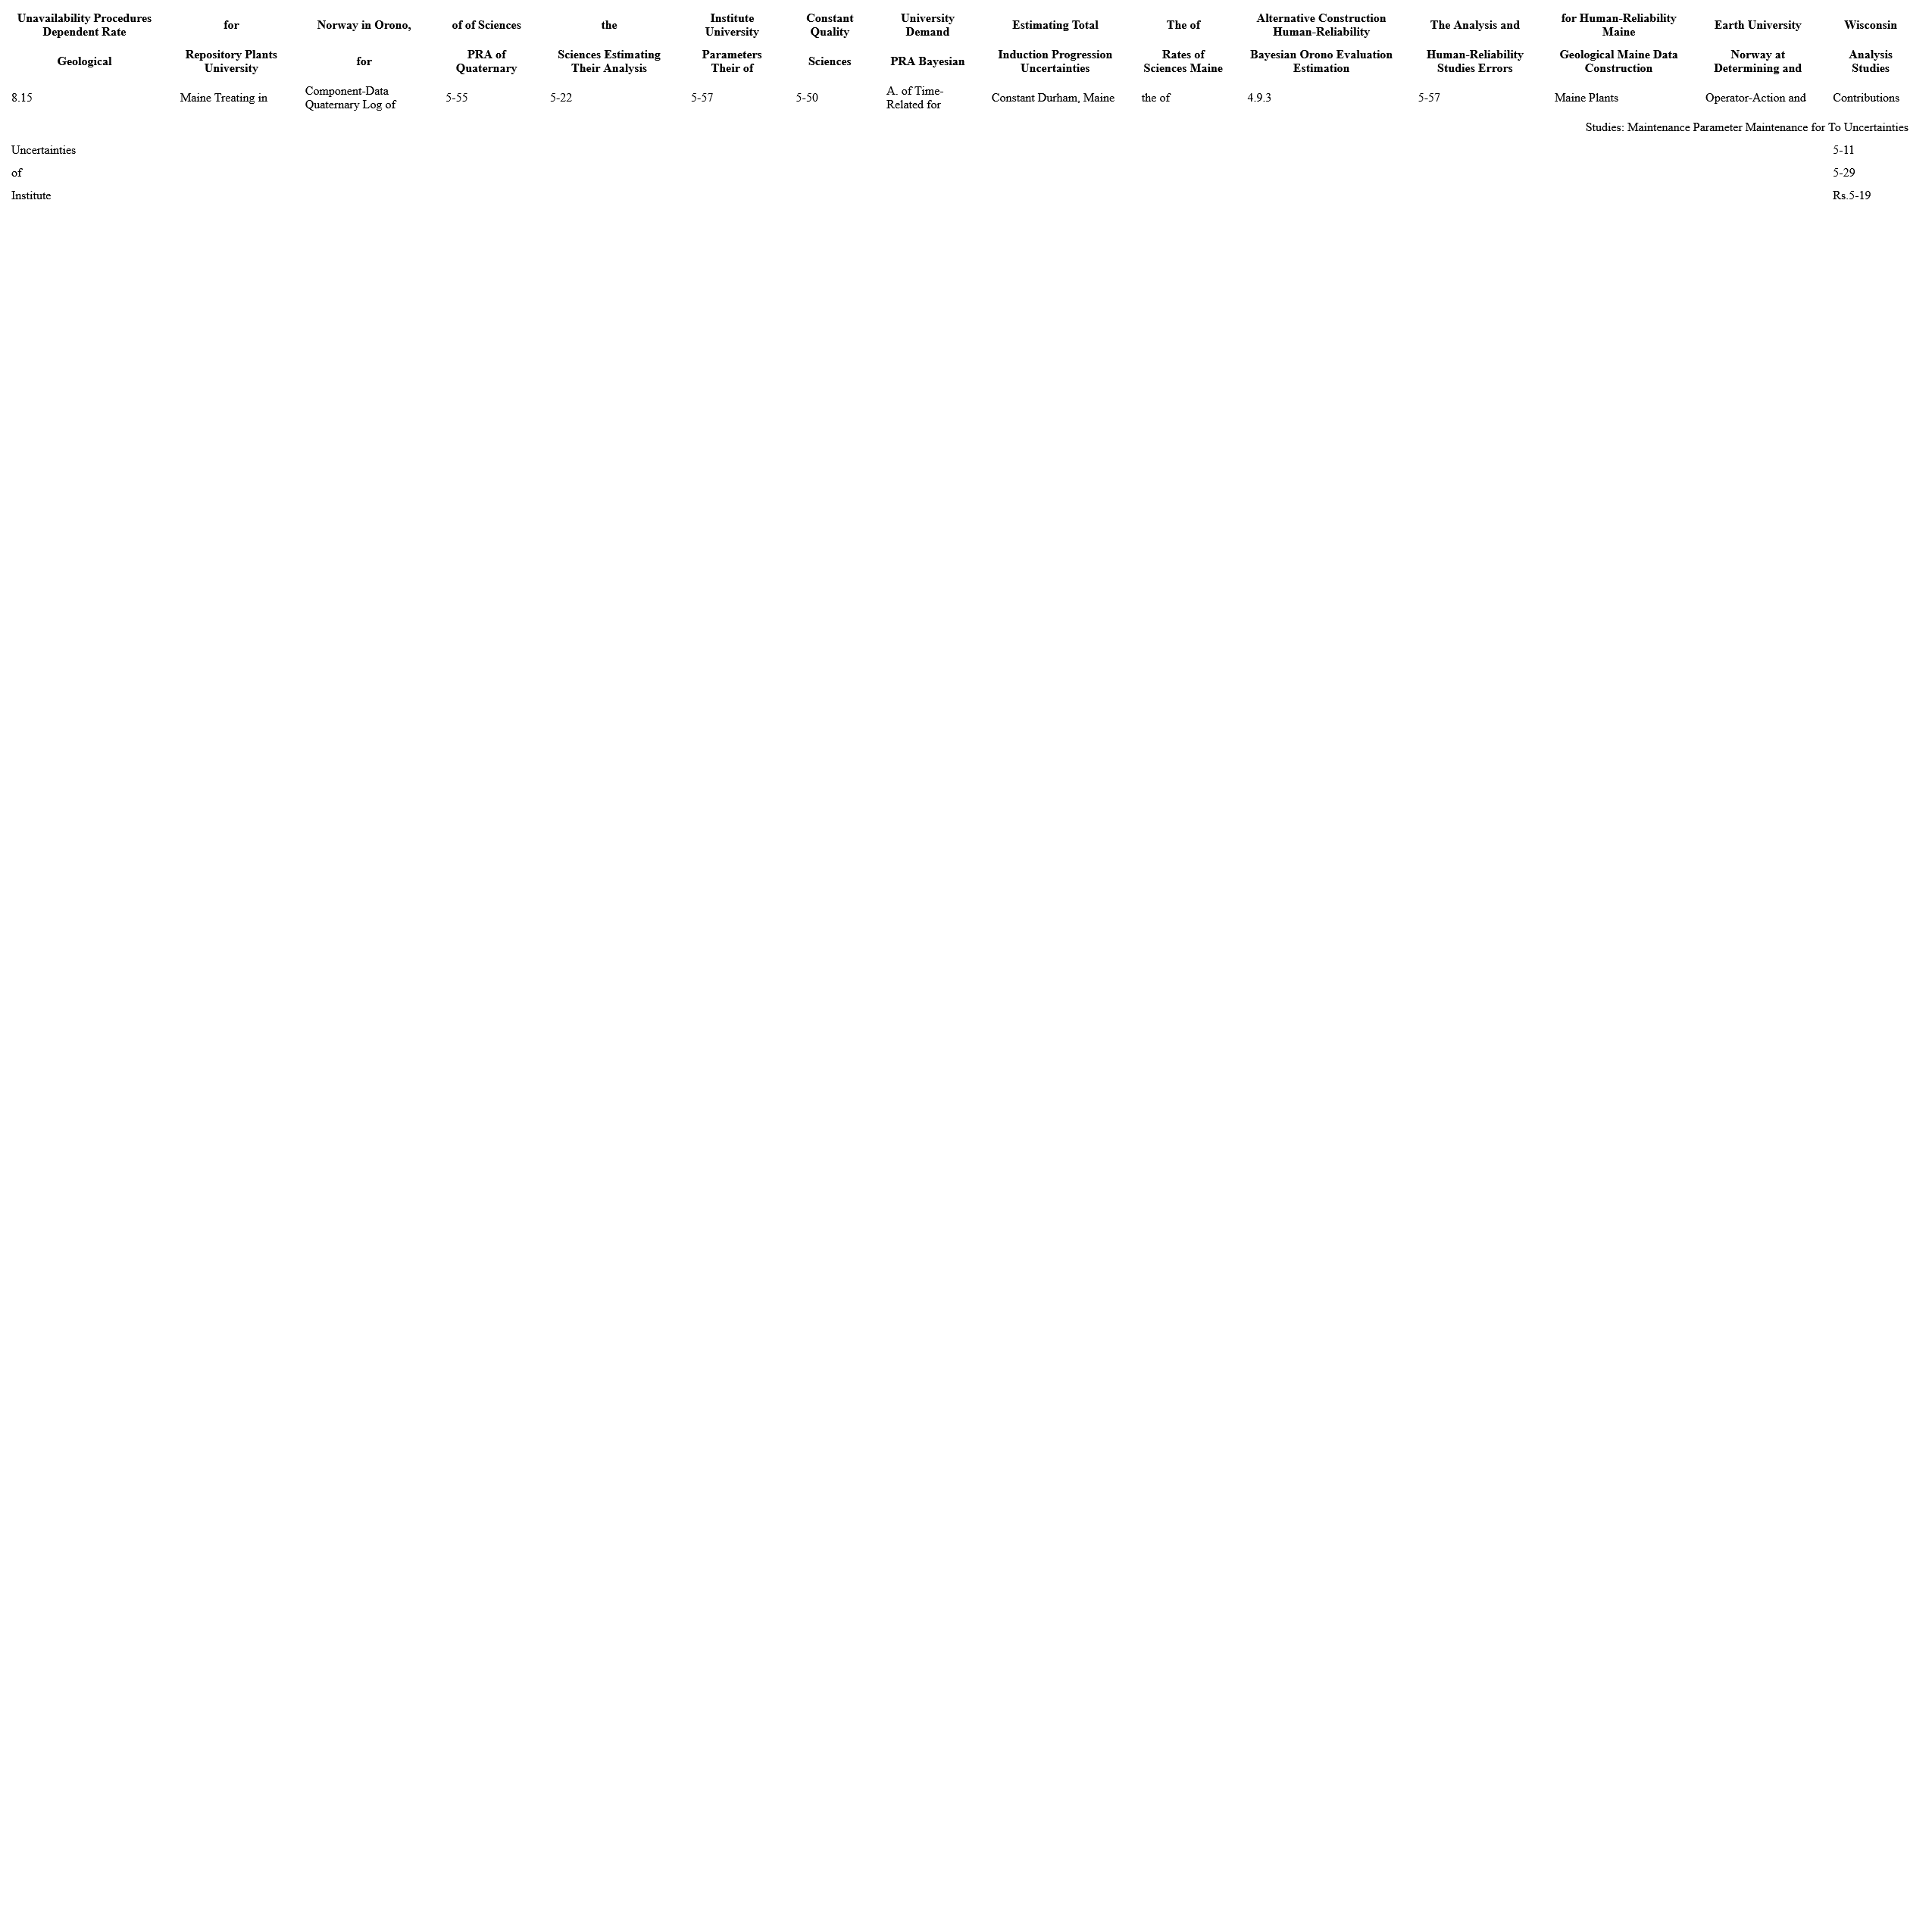 Unavailability Procedures Dependent Rate for Norway in Orono, of of Sciences the Institute University Constant Quality University Demand Estimating Total The of Alternative Construction Human-Reliability The Analysis and for Human-Reliability Maine Earth University Wisconsin
Geological Repository Plants University for PRA of Quaternary Sciences Estimating Their Analysis Parameters Their of Sciences PRA Bayesian Induction Progression Uncertainties Rates of Sciences Maine Bayesian Orono Evaluation Estimation Human-Reliability Studies Errors Geological Maine Data Construction Norway at Determining and Analysis Studies
8.15 Maine Treating in Component-Data Quaternary Log of 5-55 5-22 5-57 5-50 A. of Time-Related for Constant Durham, Maine the of 4.9.3 5-57 Maine Plants Operator-Action and Contributions
Studies: Maintenance Parameter Maintenance for To Uncertainties
Uncertainties 5-11
of 5-29
Institute Rs.5-19